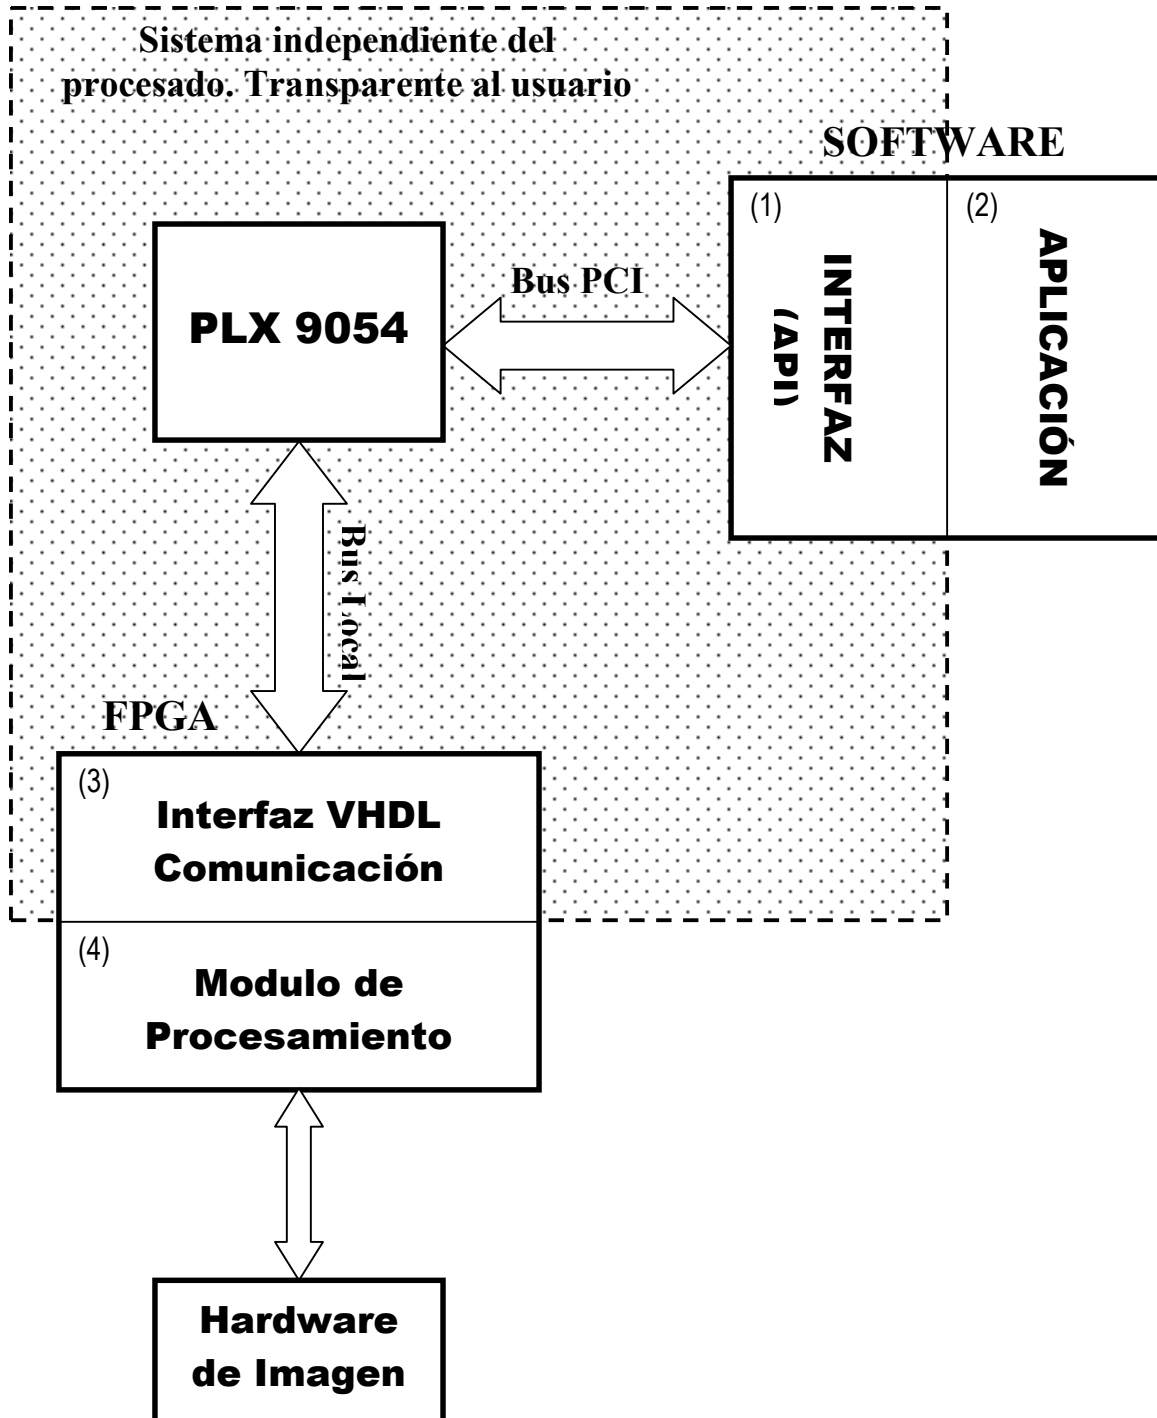 Sistema independiente del
procesado. Transparente al usuario
SOFTWARE
(1)
INTERFAZ
(API)
(2)
APLICACIÓN
PLX 9054
Bus PCI
Bus Local
FPGA
(3)
Interfaz VHDL
Comunicación
(4)
Modulo de
Procesamiento
Hardware
de Imagen